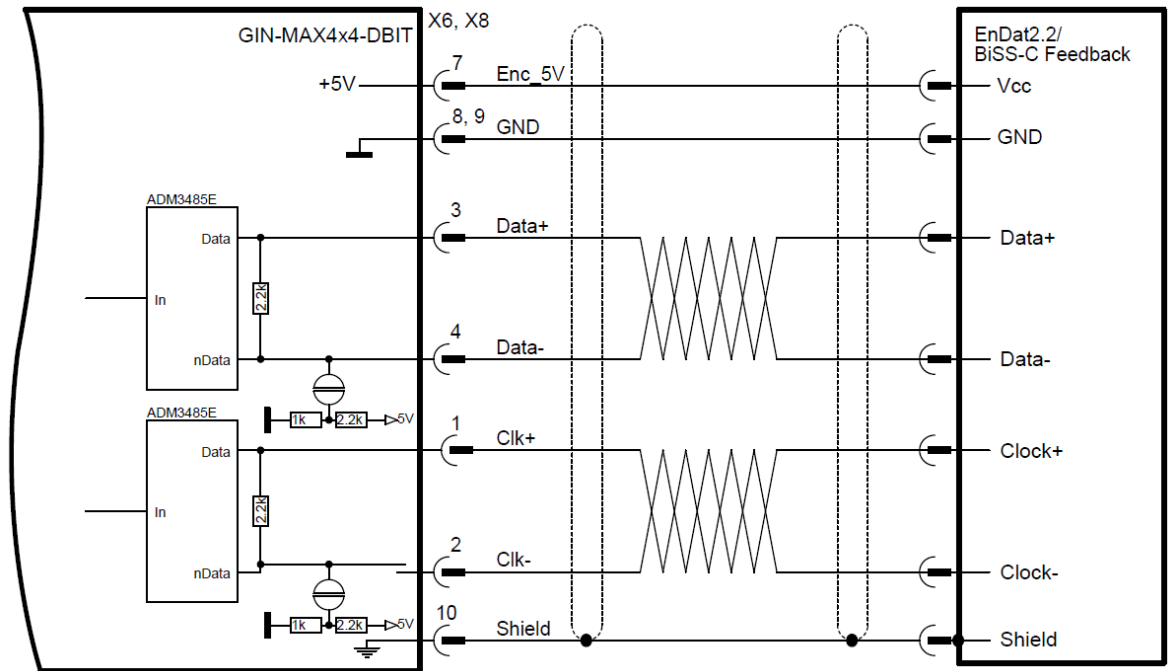 GIN-MAX4x4-DBIT
X6, X8
EnDat2.2/
BiSS-C Feedback
+5V
7
Enc_5V
Vcc
8, 9
GND
GND
ADM3485E
Data
2.2k
In
nData
3
Data+
Data+
4
Data-
Data-
1k
2.2k
5V
ADM3485E
Data
2.2k
In
nData
1
Clk+
Clock+
2
Clk-
Clock-
1k
2.2k
5V
10
Shield
Shield